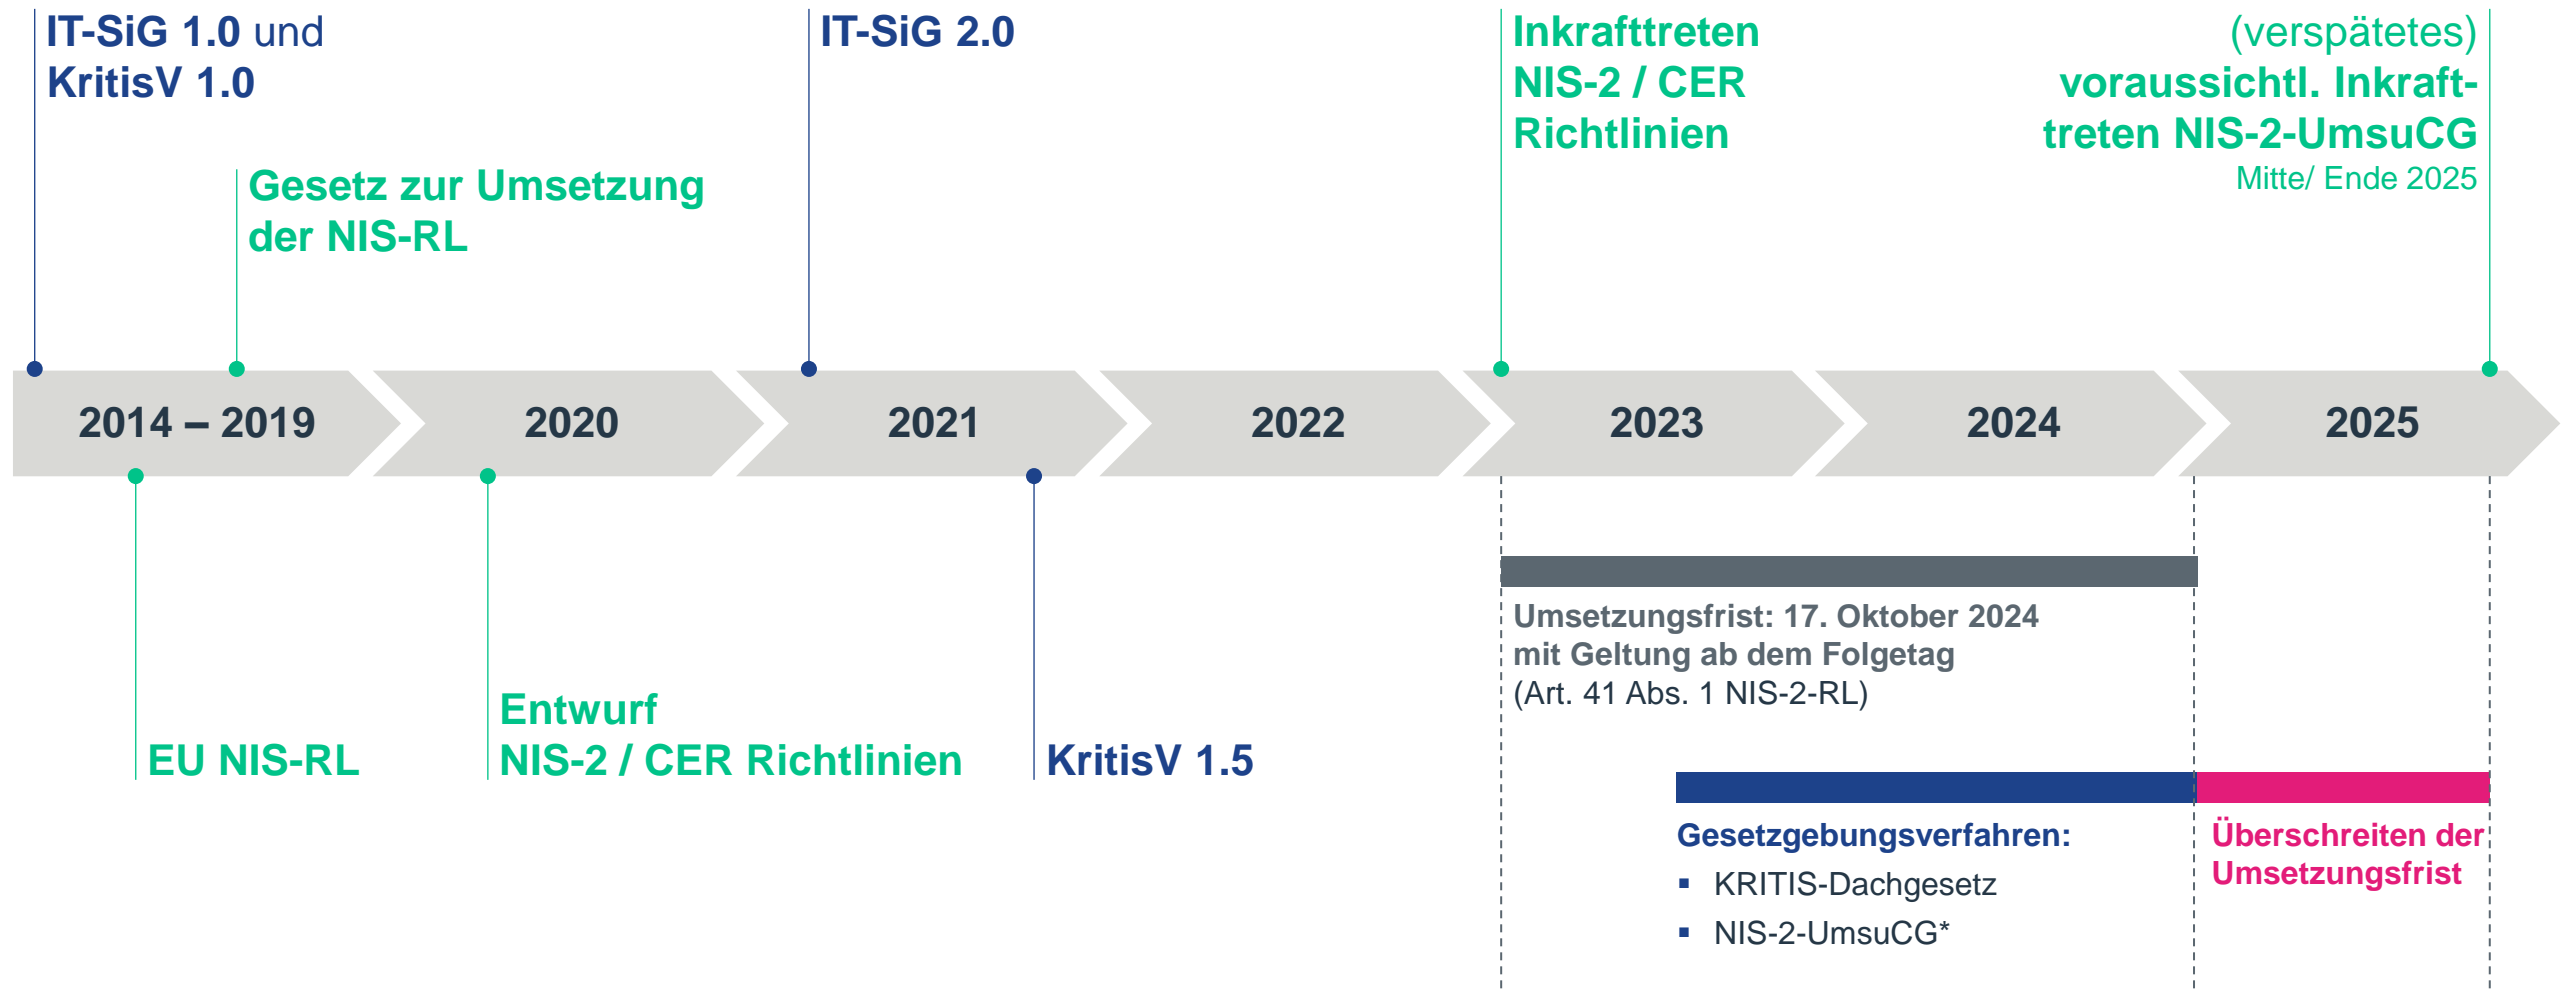 IT-SiG 1.0 und
KritisV 1.0
IT-SiG 2.0
Inkrafttreten
NIS-2 / CER
Richtlinien
(verspätetes)
voraussichtl. Inkraft-
treten NIS-2-UmsuCG
Mitte/ Ende 2025
Gesetz zur Umsetzung
der NIS-RL
2014 – 2019
2020
2021
2022
2023
2024
2025
EU NIS-RL
Entwurf
NIS-2 / CER Richtlinien
KritisV 1.5
Umsetzungsfrist: 17. Oktober 2024
mit Geltung ab dem Folgetag
(Art. 41 Abs. 1 NIS-2-RL)
Gesetzgebungsverfahren:
▪ KRITIS-Dachgesetz
▪ NIS-2-UmsuCG*
Überschreiten der
Umsetzungsfrist